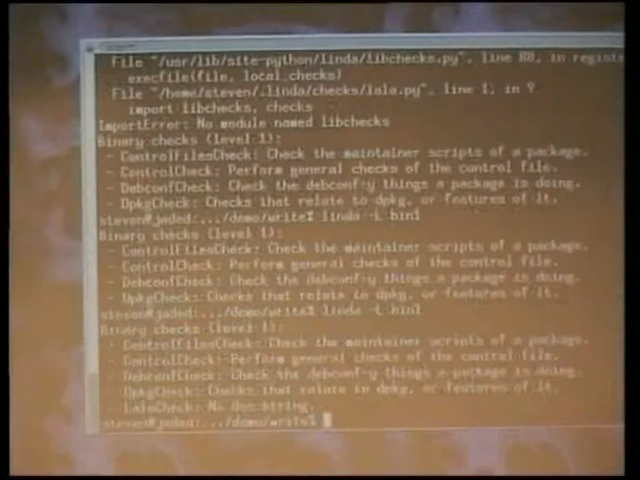 File "/usr/lib/site-python/linda/libchecks.py", line 80, in regist
execfile(file, local_checks)
File "/home/steven/.linda/checks/lala.py", line 1, in ?
import libchecks, checks
ImportError: No module named libchecks
Binary checks (level 1):
- ControlFilesCheck: Check the maintainer scripts of a package.
- ControlCheck: Perform general checks of the control file.
- DebconfCheck: Check the debconf-y things a package is doing.
- DpkgChecks: Checks that relate to dpkg, or features of it.
steven@jaded:.../demo/write% linda -L bin1
Binary checks (level 1):
- ControlFilesCheck: Check the maintainer scripts of a package.
- ControlCheck: Perform general checks of the control file.
- DebconfCheck: Check the debconf-y things a package is doing.
- DpkgChecks: Checks that relate to dpkg, or features of it.
steven@jaded:.../demo/write% linda -L bin1
Binary checks (level 1):
- ControlFilesCheck: Check the maintainer scripts of a package.
- ControlCheck: Perform general checks of the control file.
- DebconfCheck: Check the debconf-y things a package is doing.
- DpkgChecks: Checks that relate to dpkg, or features of it.
- LalaCheck: No doc string.
steven@jaded:.../demo/write%